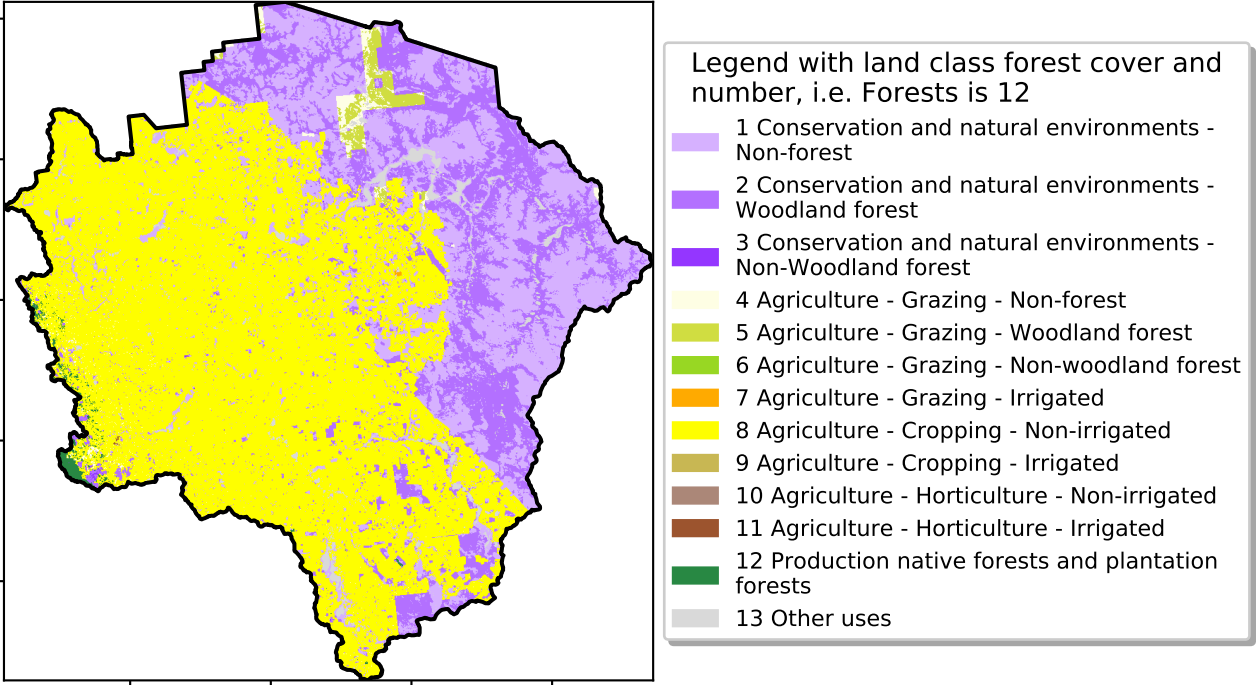 Legend with land class forest cover and
number, i.e. Forests is 12
1 Conservation and natural environments -
Non-forest
2 Conservation and natural environments -
Woodland forest
3 Conservation and natural environments -
Non-Woodland forest
4 Agriculture - Grazing - Non-forest
5 Agriculture - Grazing - Woodland forest
6 Agriculture - Grazing - Non-woodland forest
7 Agriculture - Grazing - Irrigated
8 Agriculture - Cropping - Non-irrigated
9 Agriculture - Cropping - Irrigated
10 Agriculture - Horticulture - Non-irrigated
11 Agriculture - Horticulture - Irrigated
12 Production native forests and plantation
forests
13 Other uses